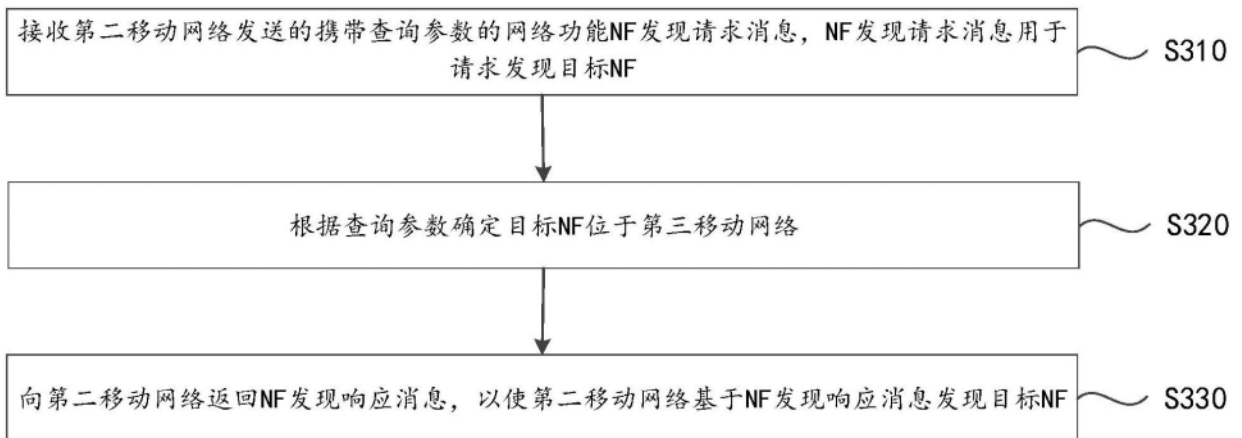 接收第二移动网络发送的携带查询参数的网络功能NF发现请求消息，NF发现请求消息用于
请求发现目标NF
S310
根据查询参数确定目标NF位于第三移动网络
S320
向第二移动网络返回NF发现响应消息，以使第二移动网络基于NF发现响应消息发现目标NF
S330